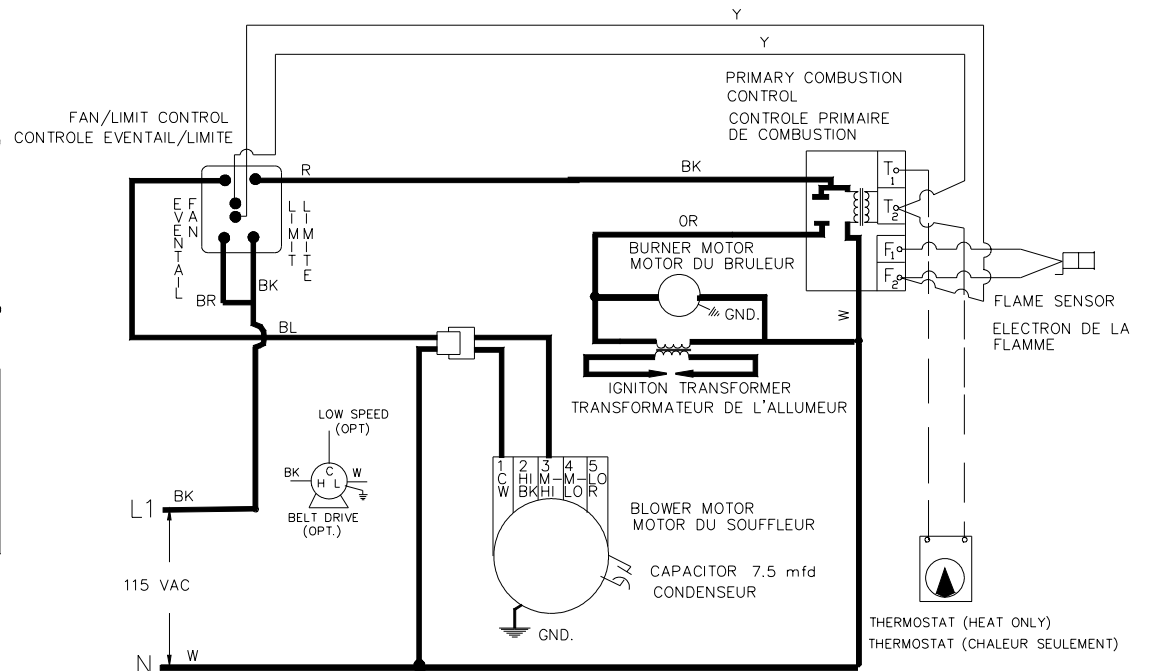 Y
Y
PRIMARY COMBUSTION
CONTROL
CONTROLE PRIMAIRE
DE COMBUSTION
FAN/LIMIT CONTROL
CONTROLE EVENTAIL/LIMITE
R
BK
T1
T2
F1
F2
EVENTAIL
FAN
LIMIT
LIMITE
OR
BURNER MOTOR
MOTOR DU BRULEUR
GND.
W
BK
BR
BL
FLAME SENSOR
ELECTRON DE LA
FLAMME
IGNITON TRANSFORMER
TRANSFORMATEUR DE L'ALLUMEUR
LOW SPEED
(OPT)
BK
C
H L
W
BELT DRIVE
(OPT.)
1 2 3 4 5
C HI M- M- LO
W BK HI LO R
L1
BK
BLOWER MOTOR
MOTOR DU SOUFFLEUR
115 VAC
CAPACITOR 7.5 mfd
CONDENSEUR
GND.
THERMOSTAT (HEAT ONLY)
THERMOSTAT (CHALEUR SEULEMENT)
N
W